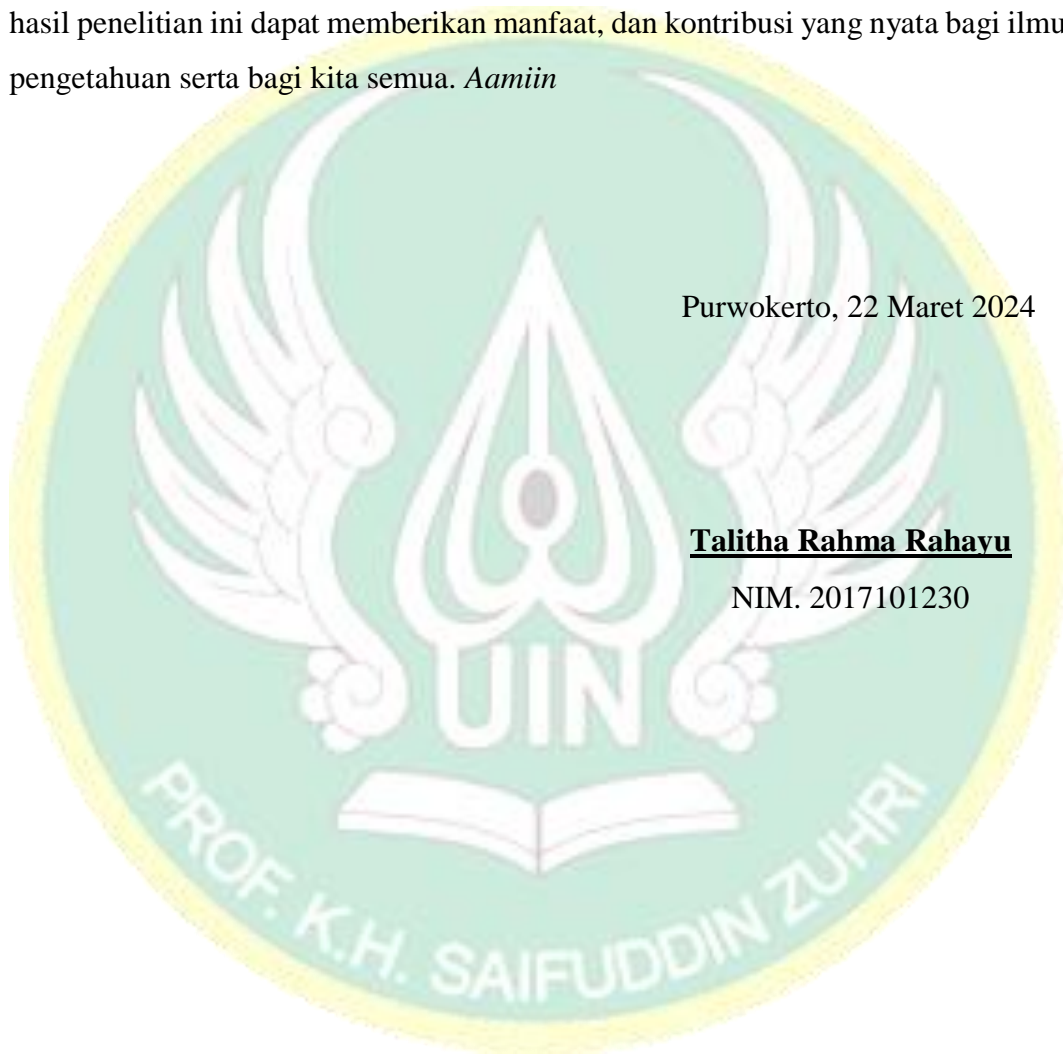 hasil penelitian ini dapat memberikan manfaat, dan kontribusi yang nyata bagi ilmu
pengetahuan serta bagi kita semua. Aamiin
Purwokerto, 22 Maret 2024
Talitha Rahma Rahayu
NIM. 2017101230
UIN
PROF. K.H. SAIFUDDIN ZUHRI